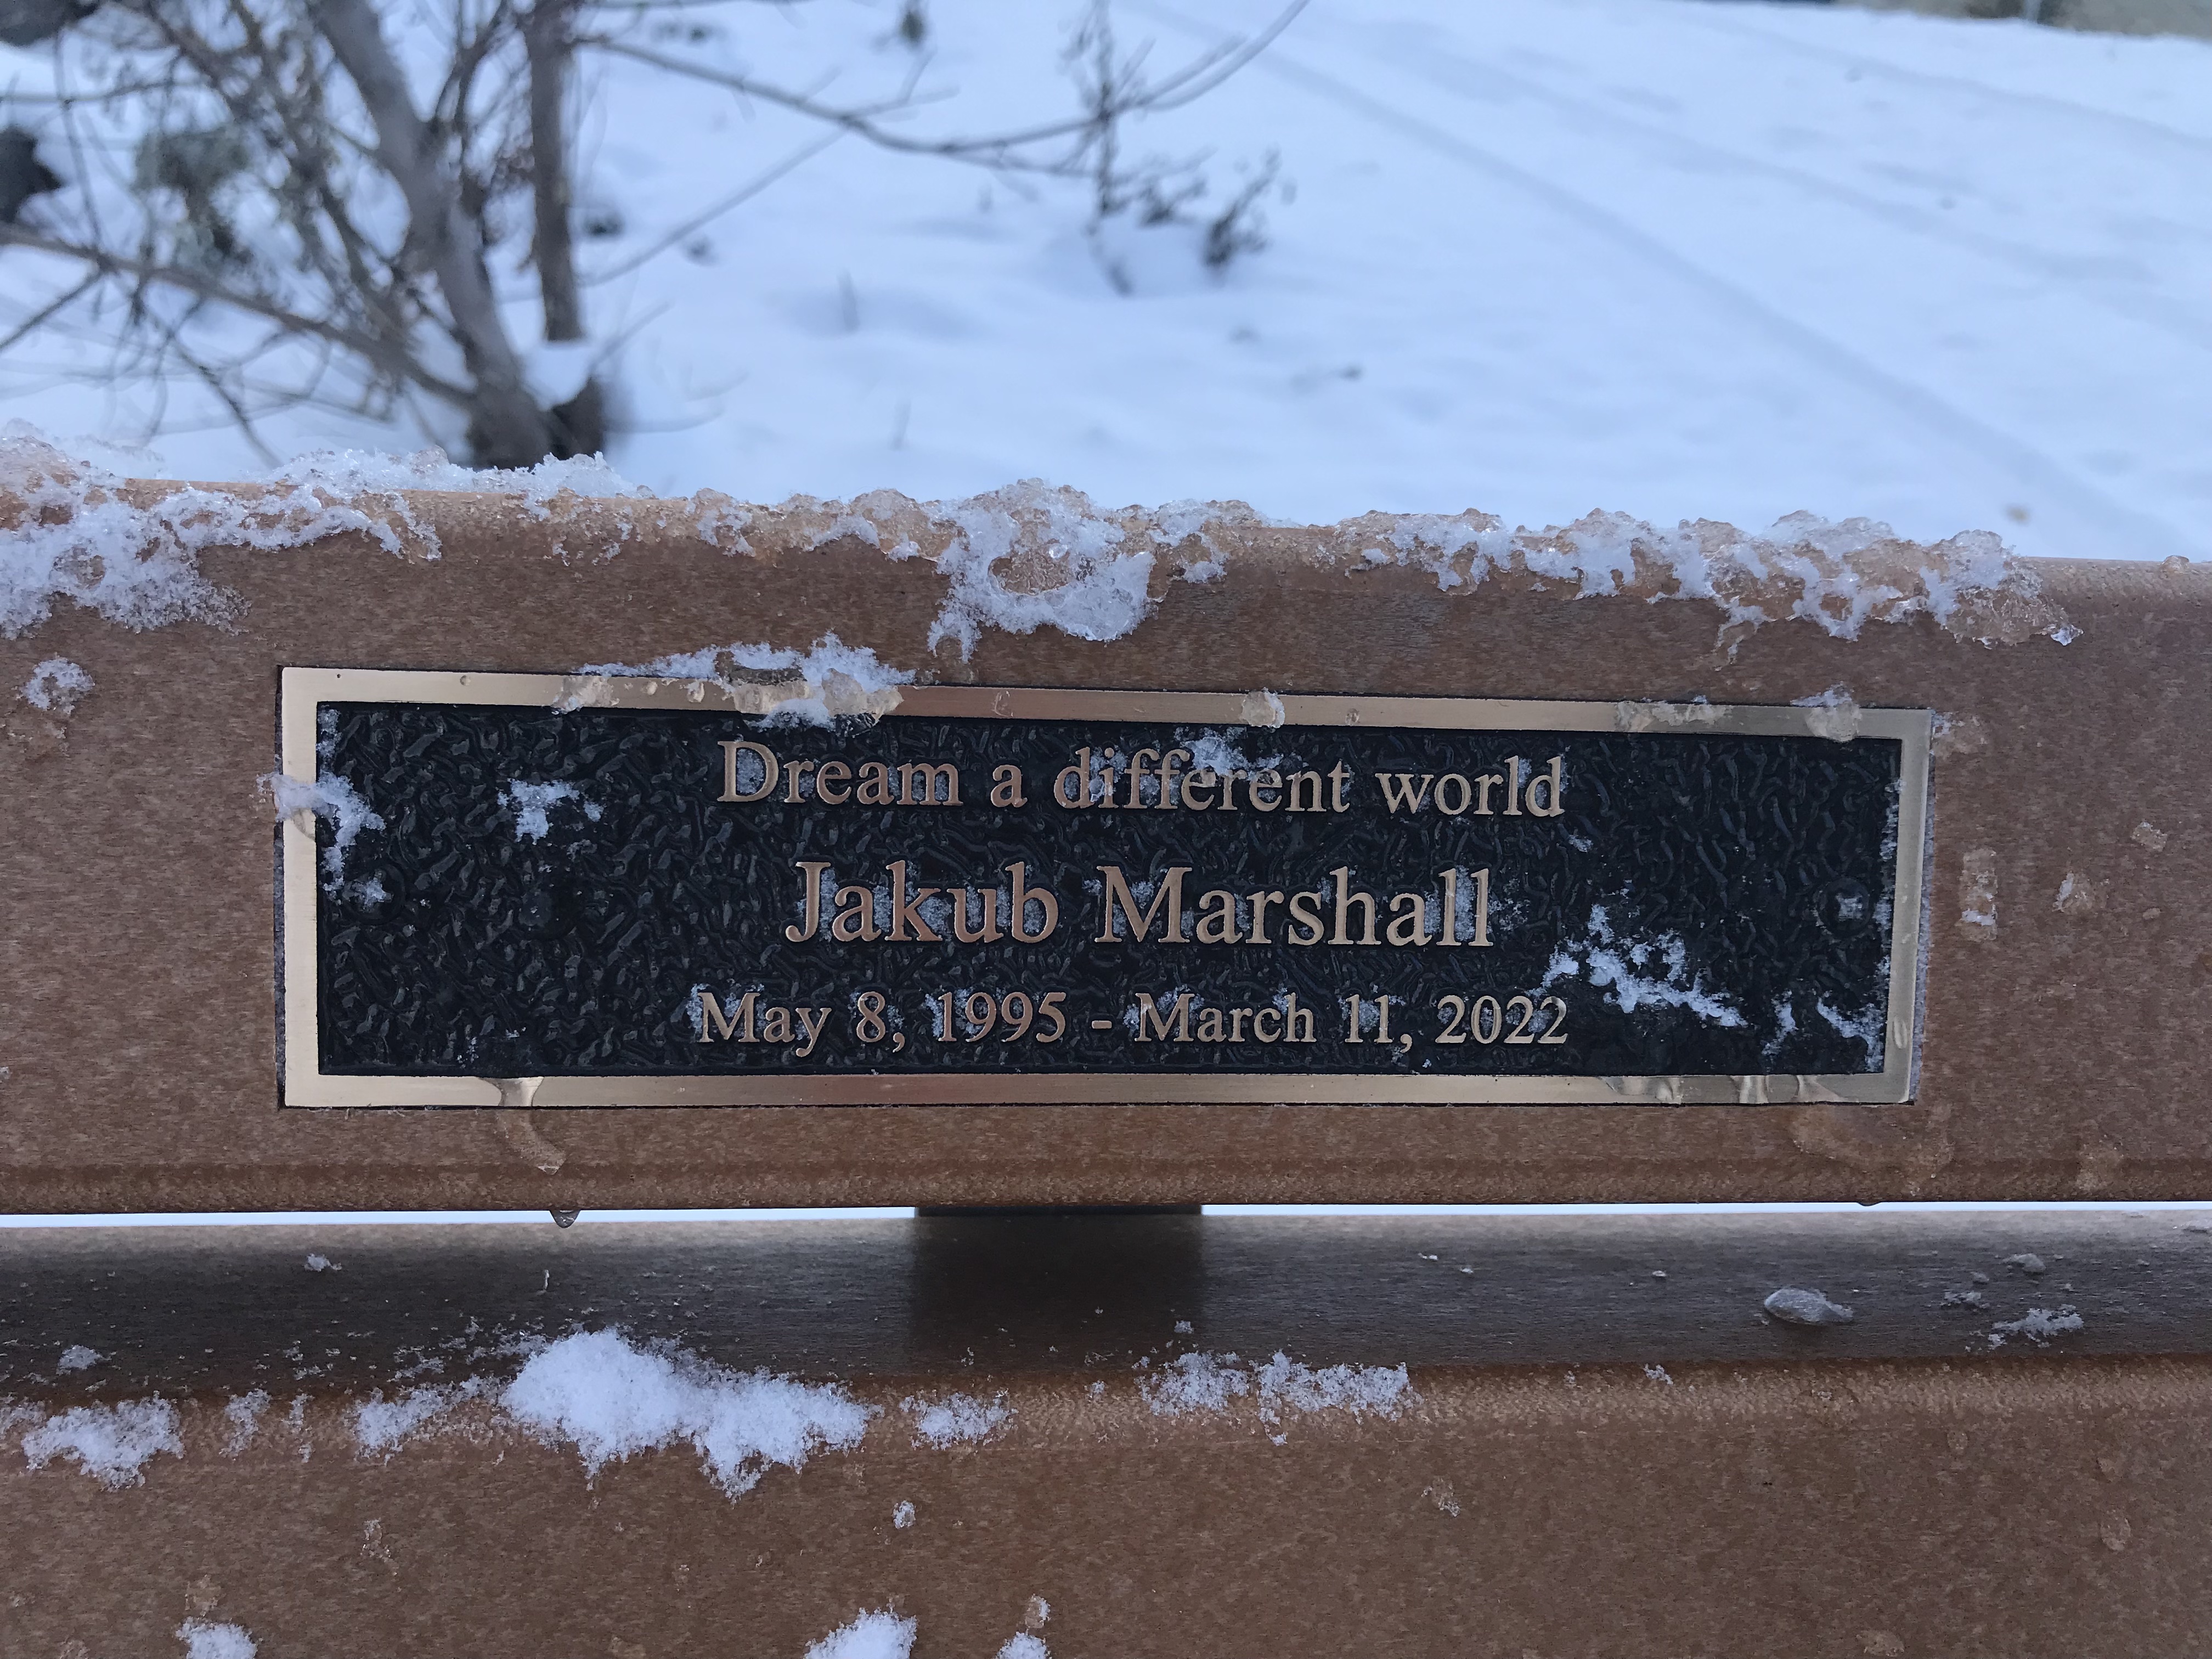 Dream a different world
Jakub Marshall
May 8, 1995 - March 11, 2022